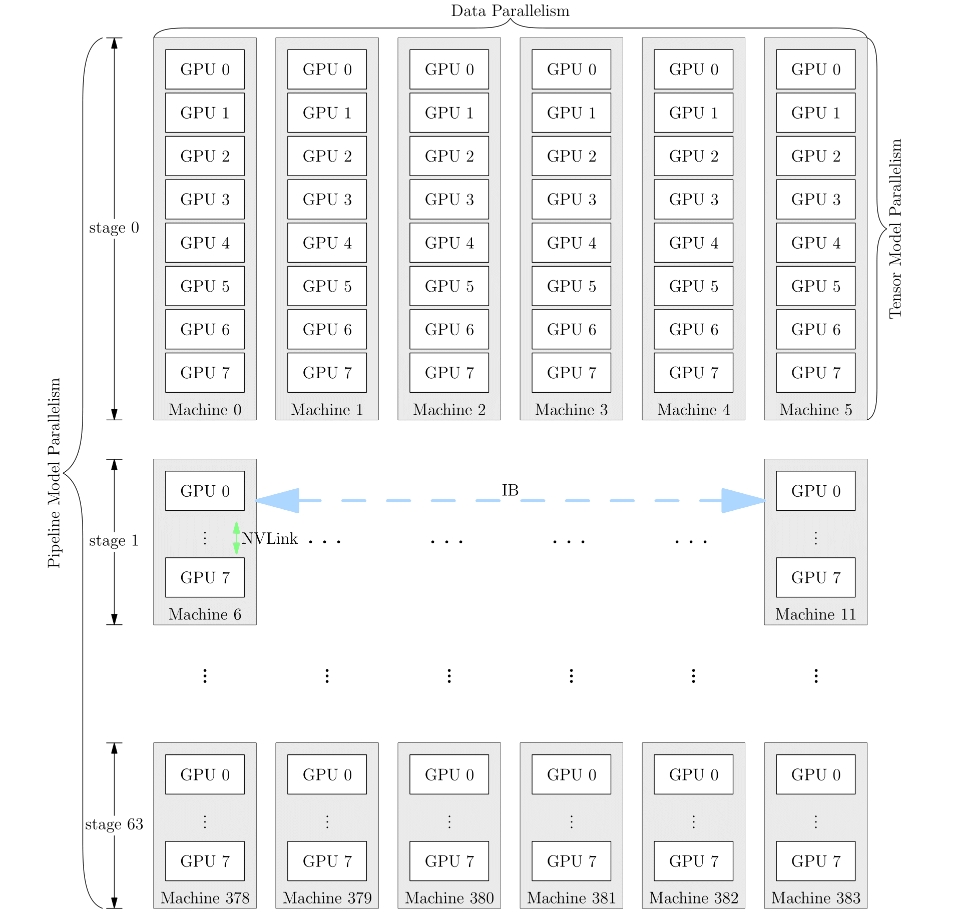 Data Parallelism
GPU 0 GPU 0 GPU 0 GPU 0 GPU 0 GPU 0
GPU 1 GPU 1 GPU 1 GPU 1 GPU 1 GPU 1
GPU 2 GPU 2 GPU 2 GPU 2 GPU 2 GPU 2
GPU 3 GPU 3 GPU 3 GPU 3 GPU 3 GPU 3
stage 0
GPU 4 GPU 4 GPU 4 GPU 4 GPU 4 GPU 4
GPU 5 GPU 5 GPU 5 GPU 5 GPU 5 GPU 5
GPU 6 GPU 6 GPU 6 GPU 6 GPU 6 GPU 6
GPU 7 GPU 7 GPU 7 GPU 7 GPU 7 GPU 7
Machine 0 Machine 1 Machine 2 Machine 3 Machine 4 Machine 5
Tensor Model Parallelism
Pipeline Model Parallelism
GPU 0 IB GPU 0
stage 1 ⋮ NVLink ... ... ... ... ⋮
GPU 7 GPU 7
Machine 6 Machine 11
⋮ ⋮ ⋮ ⋮ ⋮ ⋮
GPU 0 GPU 0 GPU 0 GPU 0 GPU 0 GPU 0
stage 63 ⋮ ⋮ ⋮ ⋮ ⋮ ⋮
GPU 7 GPU 7 GPU 7 GPU 7 GPU 7 GPU 7
Machine 378 Machine 379 Machine 380 Machine 381 Machine 382 Machine 383